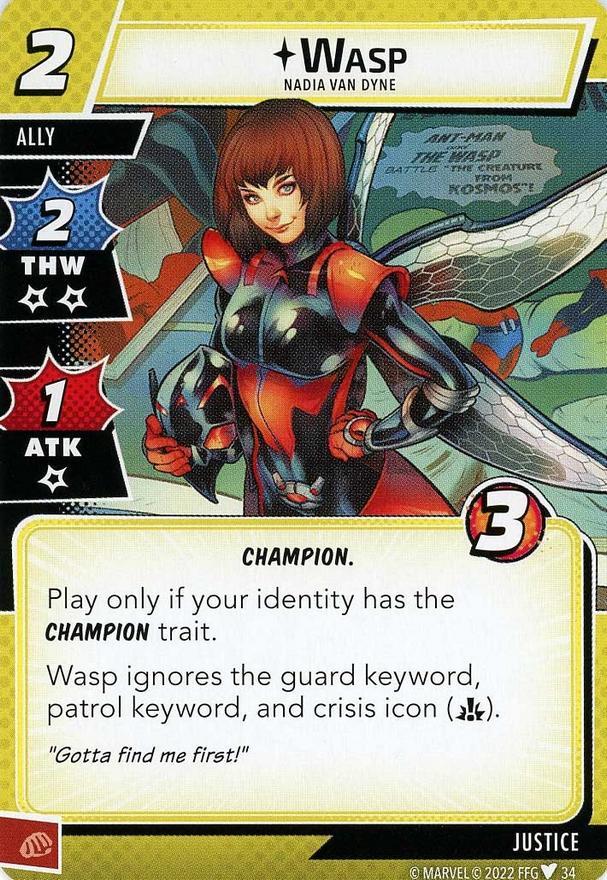 2
WASP
NADIA VAN DYNE
ALLY
2
THW
1
ATK
ANT-MAN
AND
THE WASP
BATTLE "THE CREATURE
FROM
KOSMOS"!
3
CHAMPION.
Play only if your identity has the
CHAMPION trait.
Wasp ignores the guard keyword,
patrol keyword, and crisis icon ( ).
"Gotta find me first!"
JUSTICE
© MARVEL © 2022 FFG 34